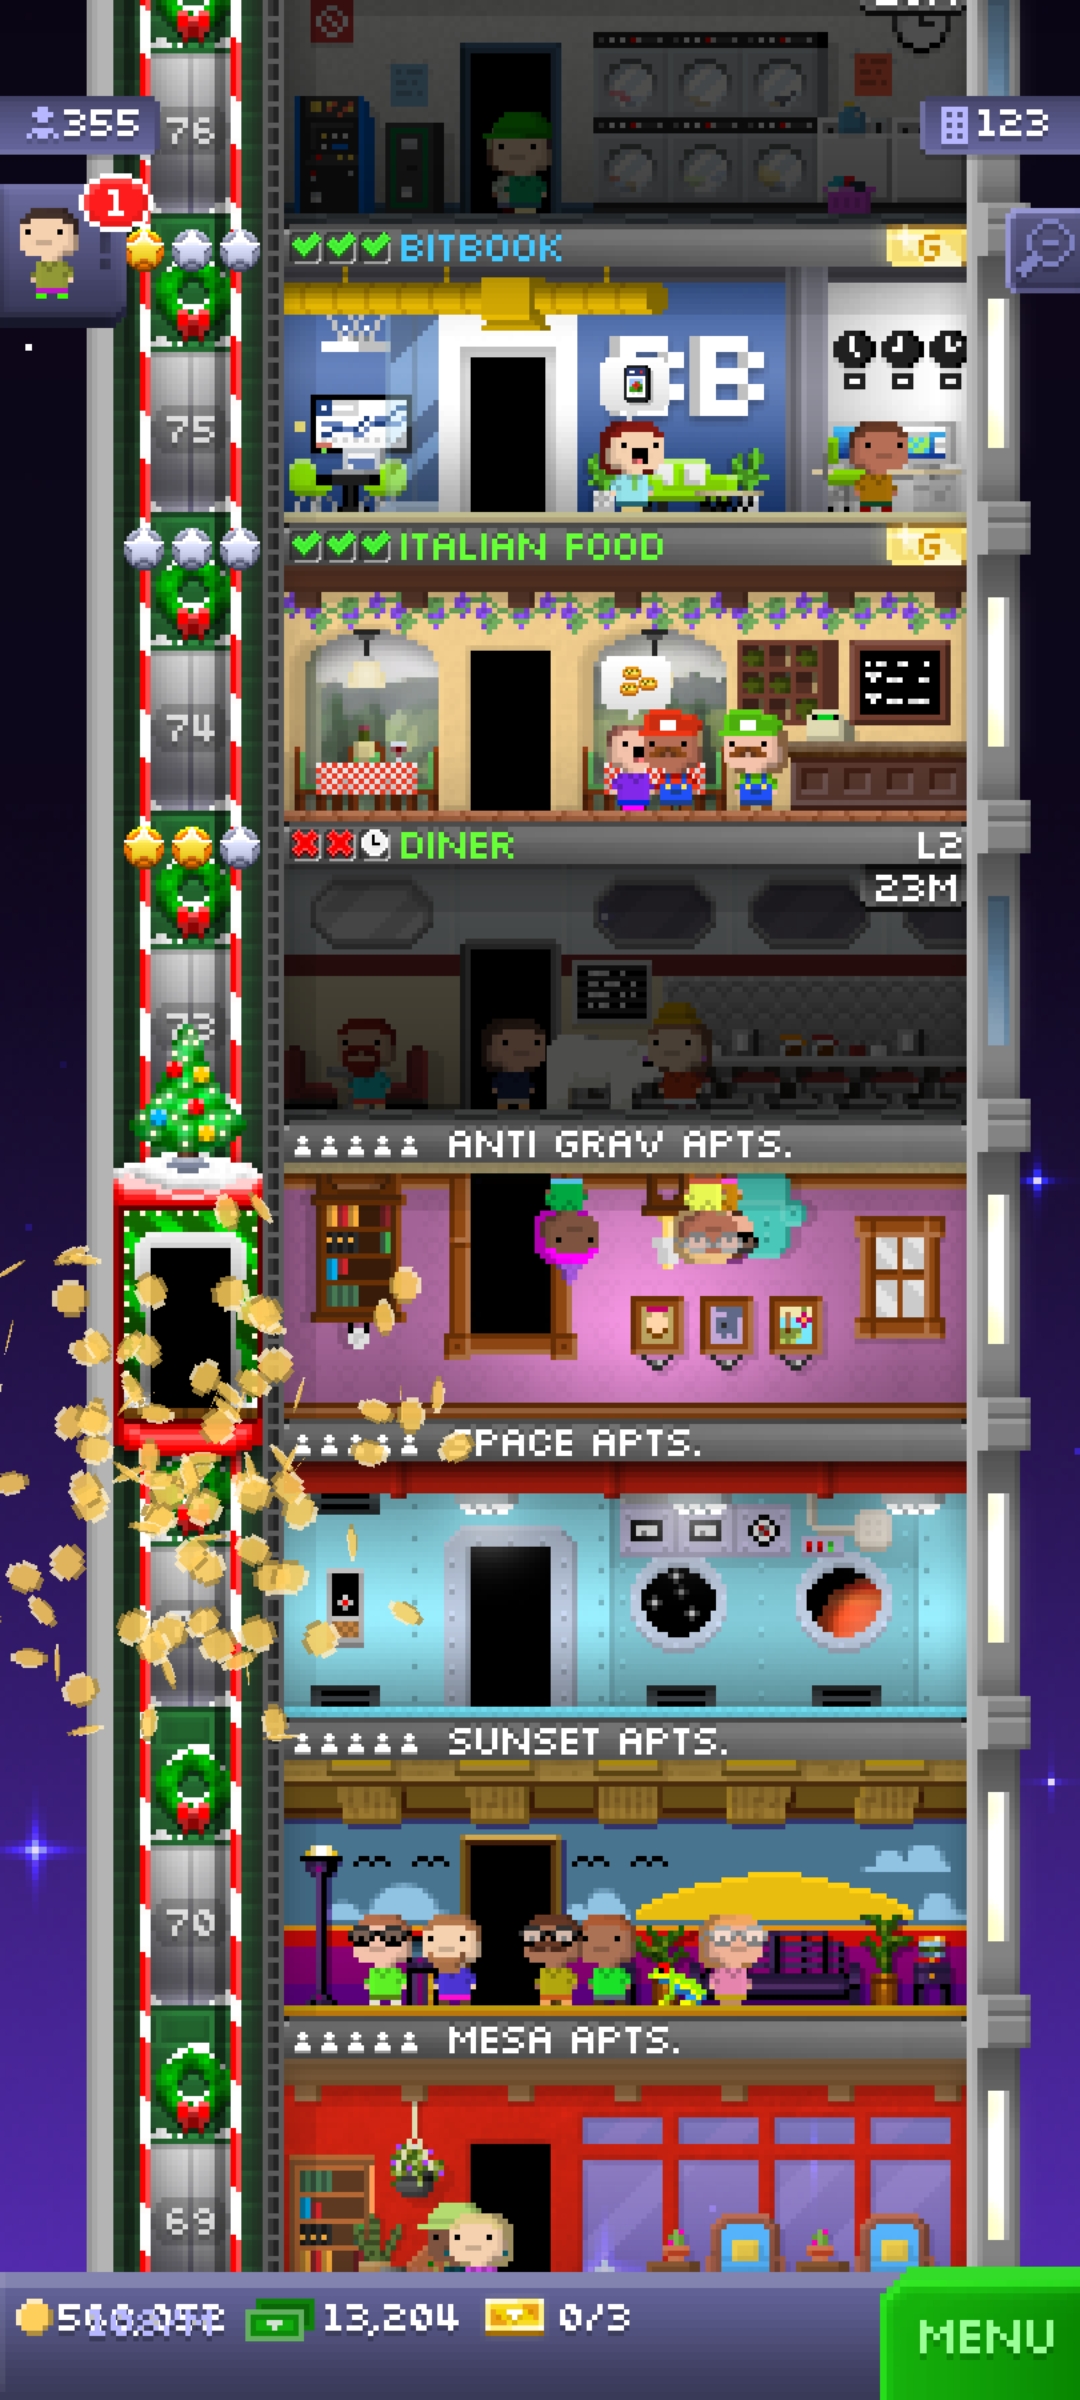 355
76
123
1
BITBOOK
G
75
B
ITALIAN FOOD
G
74
DINER
L2
23M
73
ANTI GRAV APTS.
SPACE APTS.
SUNSET APTS.
70
MESA APTS.
69
13,204
0/3
MENU